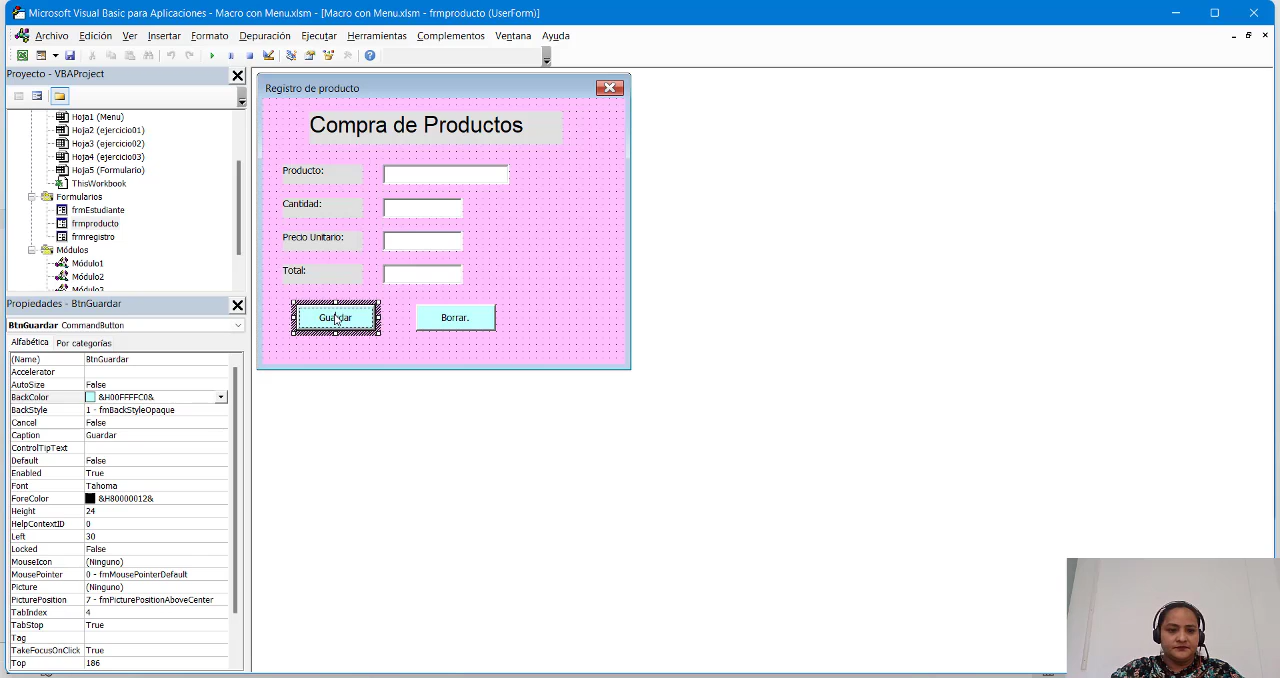 Microsoft Visual Basic para Aplicaciones - Macro con Menu.xlsm - [Macro con Menu.xlsm - frmproducto (UserForm)]
Archivo Edición Ver Insertar Formato Depuración Ejecutar Herramientas Complementos Ventana Ayuda
Proyecto - VBAProject
Hoja1 (Menu)
Hoja2 (ejercicio01)
Hoja3 (ejercicio02)
Hoja4 (ejercicio03)
Hoja5 (Formulario)
ThisWorkbook
Formularios
frmEstudiante
frmproducto
frmregistro
Módulos
Módulo1
Módulo2
Módulo3
Propiedades - BtnGuardar
BtnGuardar CommandButton
Alfabética Por categorías
(Name) BtnGuardar
Accelerator
AutoSize False
BackColor &H00FFFFC0&
BackStyle 1 - fmBackStyleOpaque
Cancel False
Caption Guardar
ControlTipText
Default False
Enabled True
Font Tahoma
ForeColor &H80000012&
Height 24
HelpContextID 0
Left 30
Locked False
MouseIcon (Ninguno)
MousePointer 0 - fmMousePointerDefault
Picture (Ninguno)
PicturePosition 7 - fmPicturePositionAboveCenter
TabIndex 4
TabStop True
Tag
TakeFocusOnClick True
Top 186
Registro de producto
Compra de Productos
Producto:
Cantidad:
Precio Unitario:
Total:
Guardar Borrar.